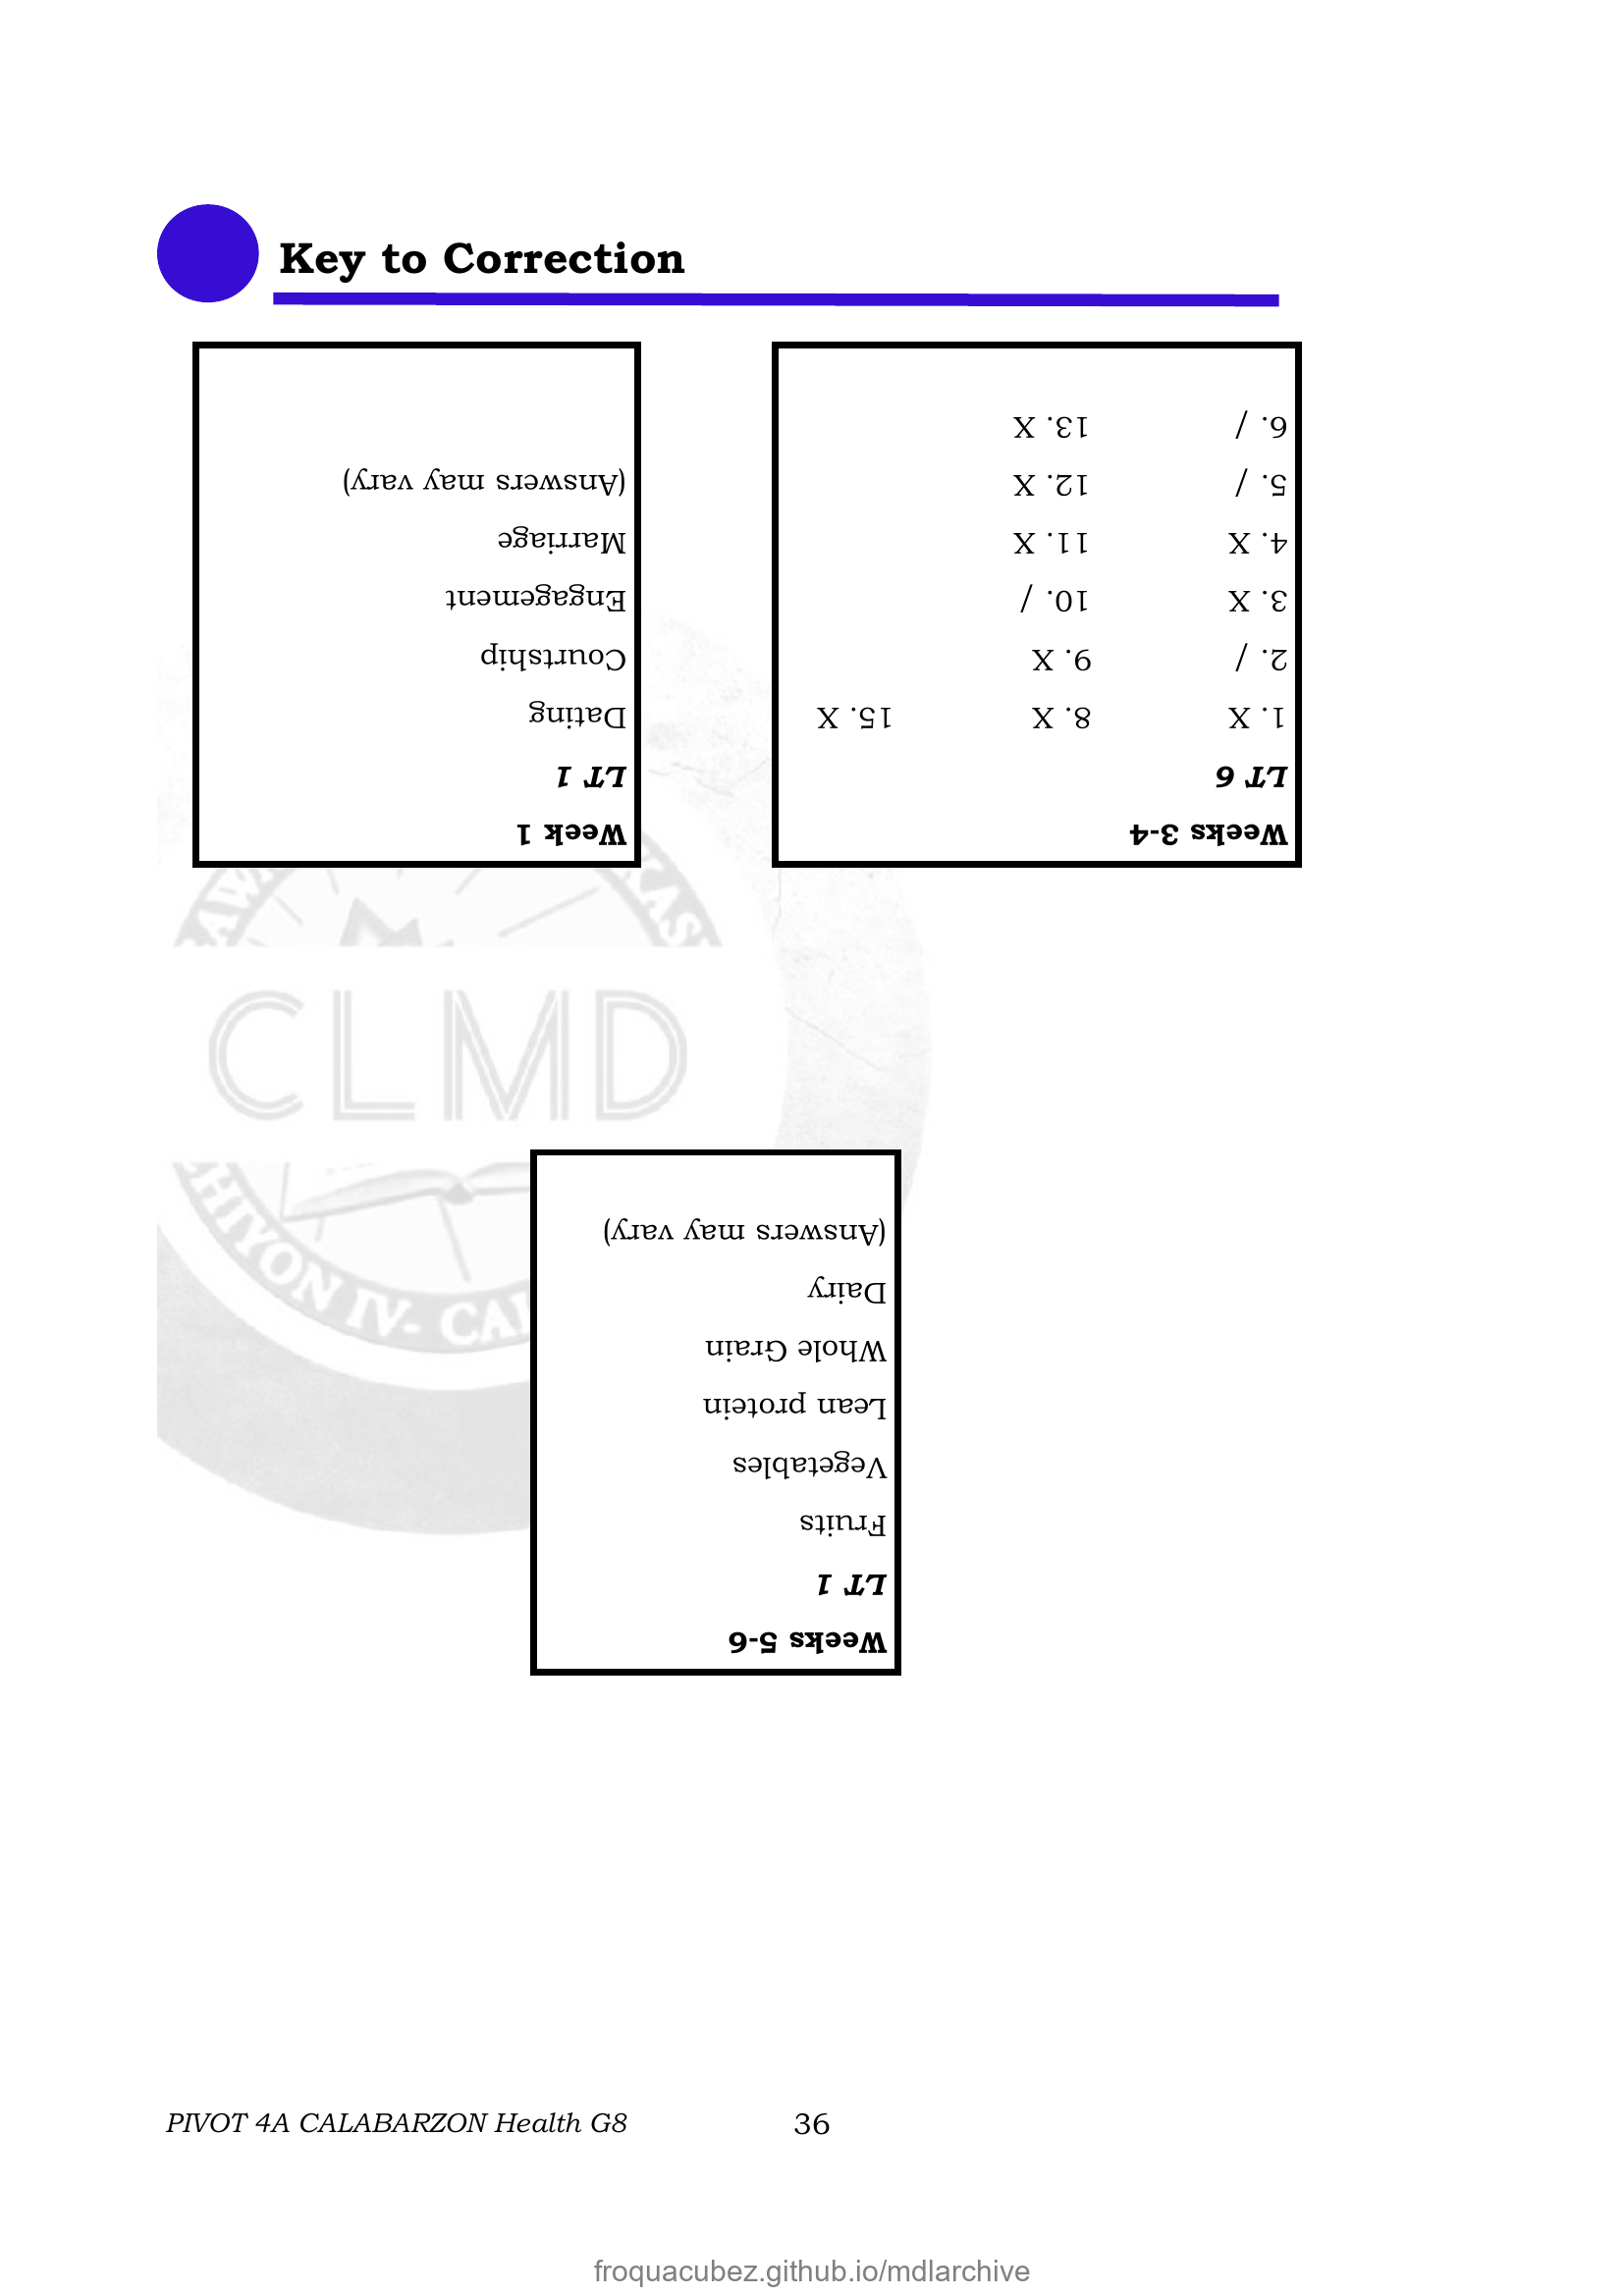 Key to Correction
Week 1
LT 1
Dating
Courtship
Engagement
Marriage
(Answers may vary)
Weeks 3-4
LT 6
1. X 8. X 15. X
2. / 9. X
3. X 10. /
4. X 11. X
5. / 12. X
6. / 13. X
CLMD
HIYON IV- CAL
Weeks 5-6
LT 1
Fruits
Vegetables
Lean protein
Whole Grain
Dairy
(Answers may vary)
PIVOT 4A CALABARZON Health G8 36
froquacubez.github.io/mdlarchive